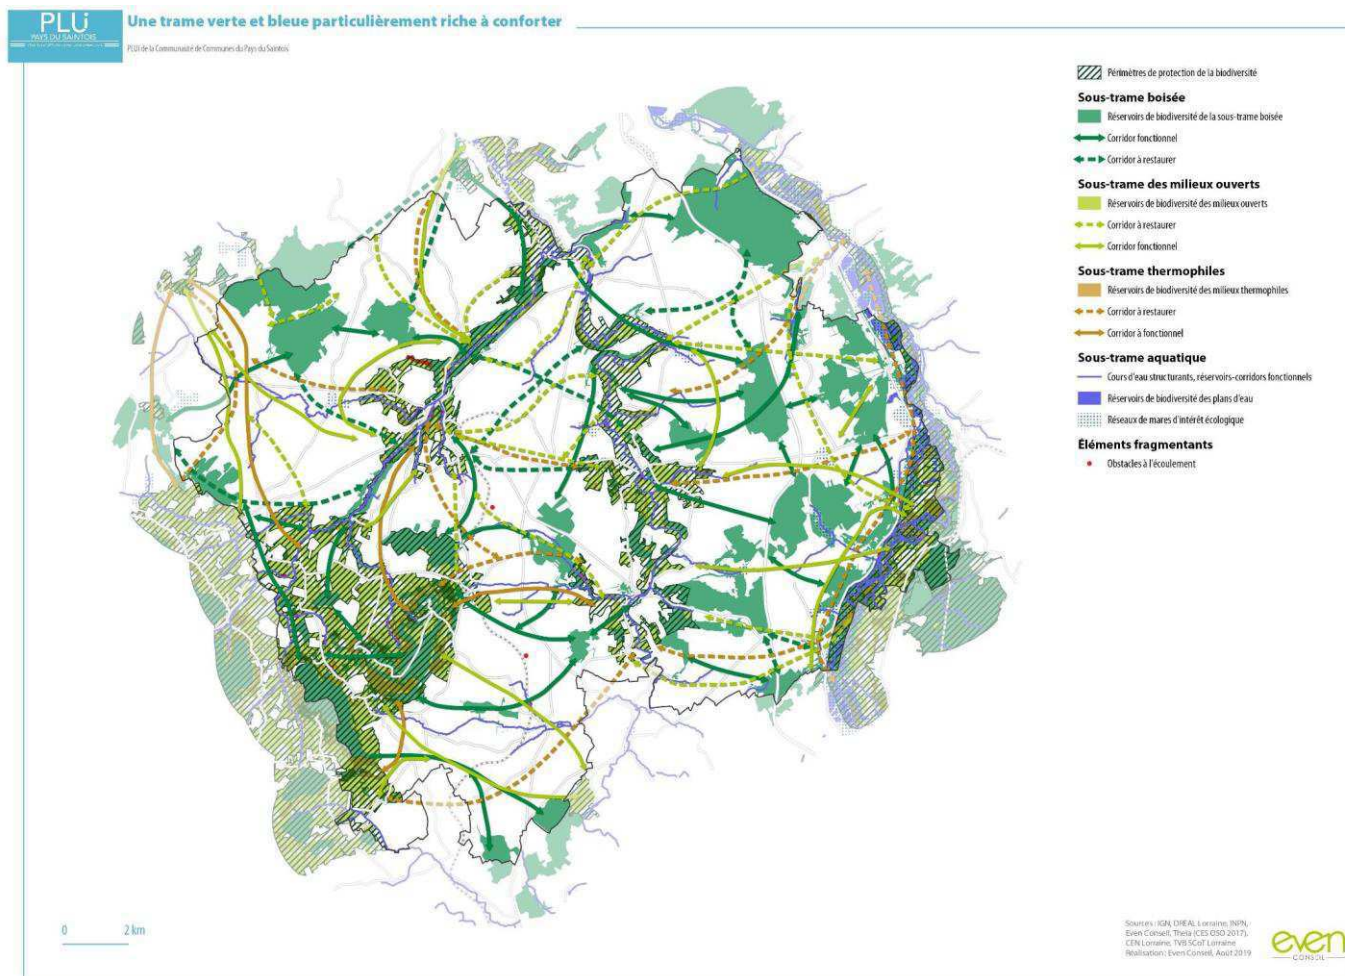 PLUi
PAYS DU SAINTOIS
Une trame verte et bleue particulièrement riche à conforter
PLUi de la Communauté de Communes du Pays du Saintois
Périmètres de protection de la biodiversité
Sous-trame boisée
Réservoirs de biodiversité de la sous-trame boisée
Corridor fonctionnel
Corridor à restaurer
Sous-trame des milieux ouverts
Réservoirs de biodiversité des milieux ouverts
Corridor à restaurer
Corridor fonctionnel
Sous-trame thermophiles
Réservoirs de biodiversité des milieux thermophiles
Corridor à restaurer
Corridor à fonctionnel
Sous-trame aquatique
Cours d'eau structurants, réservoirs-corridors fonctionnels
Réservoirs de biodiversité des plans d'eau
Réseaux de mares d'intérêt écologique
Éléments fragmentants
Obstacles à l'écoulement
0 2 km
Sources : IGN, DREAL Lorraine, INPN,
Even Conseil, Theia (CES OSO 2017),
CEN Lorraine, TVB SCoT Lorraine
Réalisation : Even Conseil, Août 2019
even
CONSEIL